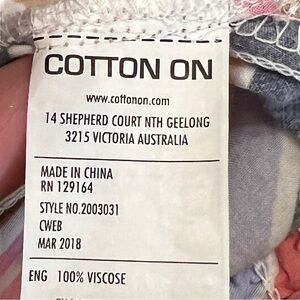 COTTON ON
www.cottonon.com
14 SHEPHERD COURT NTH GEELONG
3215 VICTORIA AUSTRALIA
MADE IN CHINA
RN 129164
STYLE NO.2003031
CWEB
MAR 2018
ENG 100% VISCOSE